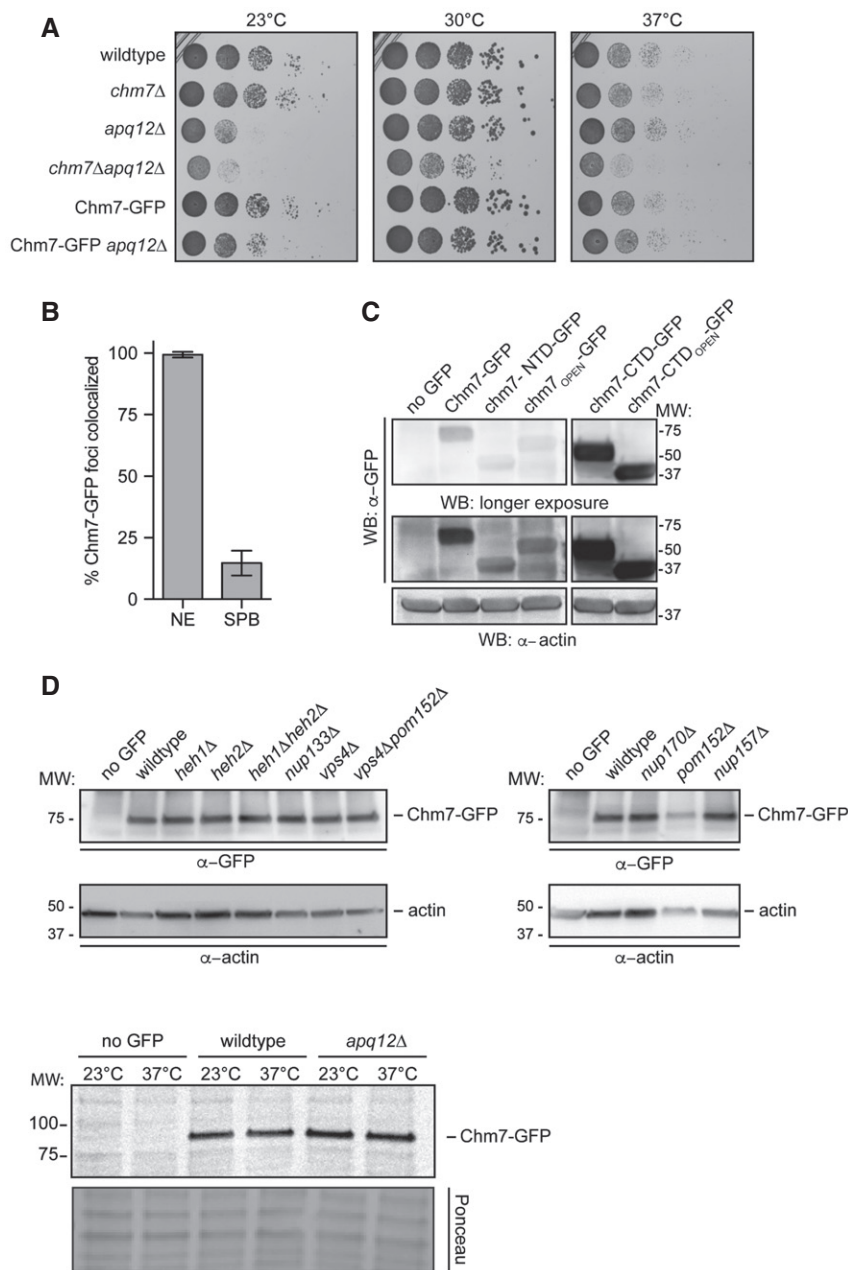 A
23°C 30°C 37°C
wildtype
chm7Δ
apq12Δ
chm7Δapq12Δ
Chm7-GFP
Chm7-GFP apq12Δ
B
% Chm7-GFP foci colocalized
100
75
50
25
0
NE SPB
C
no GFP
Chm7-GFP
chm7- NTD-GFP
chm7OPEN-GFP
chm7-CTD-GFP
chm7-CTDOPEN-GFP
MW:
WB: α-GFP
-75
-50
-37
WB: longer exposure
-75
-50
-37
37
WB: α-actin
D
MW:
no GFP
wildtype
heh1Δ
heh2Δ
heh1Δheh2Δ
nup133Δ
vps4Δ
vps4Δpom152Δ
75 - – Chm7-GFP
α-GFP
50 - – actin
37 -
α-actin
MW:
no GFP
wildtype
nup170Δ
pom152Δ
nup157Δ
75 - – Chm7-GFP
α-GFP
50 - – actin
37 -
α-actin
no GFP wildtype apq12Δ
MW: 23°C 37°C 23°C 37°C 23°C 37°C
100–
– Chm7-GFP
75–
Ponceau